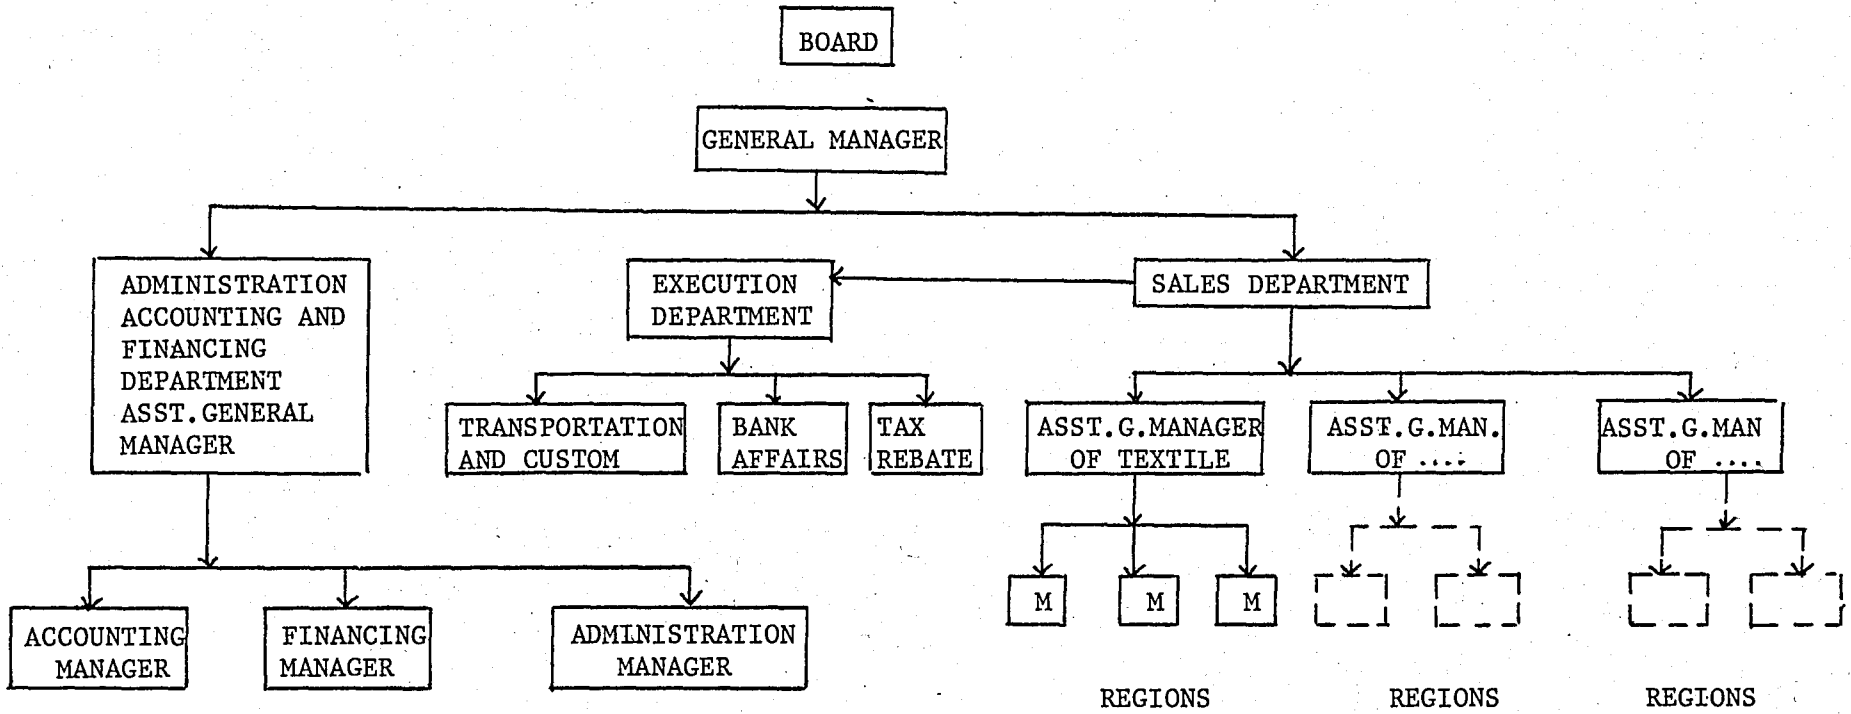 BOARD
GENERAL MANAGER
ADMINISTRATION
ACCOUNTING AND
FINANCING
DEPARTMENT
ASST.GENERAL
MANAGER
EXECUTION
DEPARTMENT
SALES DEPARTMENT
TRANSPORTATION
AND CUSTOM
BANK
AFFAIRS
TAX
REBATE
ASST.G.MANAGER
OF TEXTILE
ASST.G.MAN.
OF ....
ASST.G.MAN
OF ....
M
M
M
ACCOUNTING
MANAGER
FINANCING
MANAGER
ADMINISTRATION
MANAGER
REGIONS
REGIONS
REGIONS